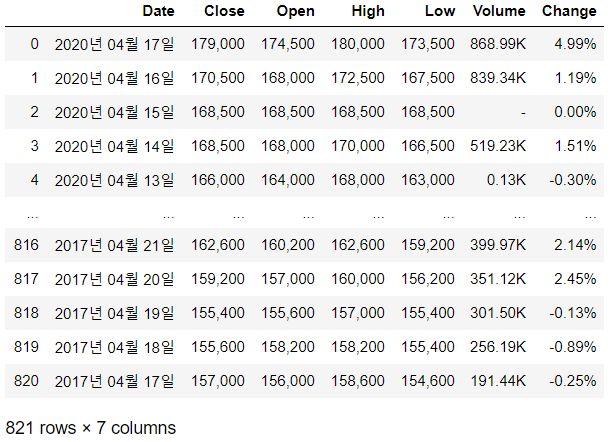 Date Close Open High Low Volume Change
0 2020년 04월 17일 179,000 174,500 180,000 173,500 868.99K 4.99%
1 2020년 04월 16일 170,500 168,000 172,500 167,500 839.34K 1.19%
2 2020년 04월 15일 168,500 168,500 168,500 168,500 - 0.00%
3 2020년 04월 14일 168,500 168,000 170,000 166,500 519.23K 1.51%
4 2020년 04월 13일 166,000 164,000 168,000 163,000 0.13K -0.30%
... ... ... ... ... ... ... ...
816 2017년 04월 21일 162,600 160,200 162,600 159,200 399.97K 2.14%
817 2017년 04월 20일 159,200 157,000 160,000 156,200 351.12K 2.45%
818 2017년 04월 19일 155,400 155,600 157,000 155,400 301.50K -0.13%
819 2017년 04월 18일 155,600 158,200 158,200 155,400 256.19K -0.89%
820 2017년 04월 17일 157,000 156,000 158,600 154,600 191.44K -0.25%
821 rows × 7 columns